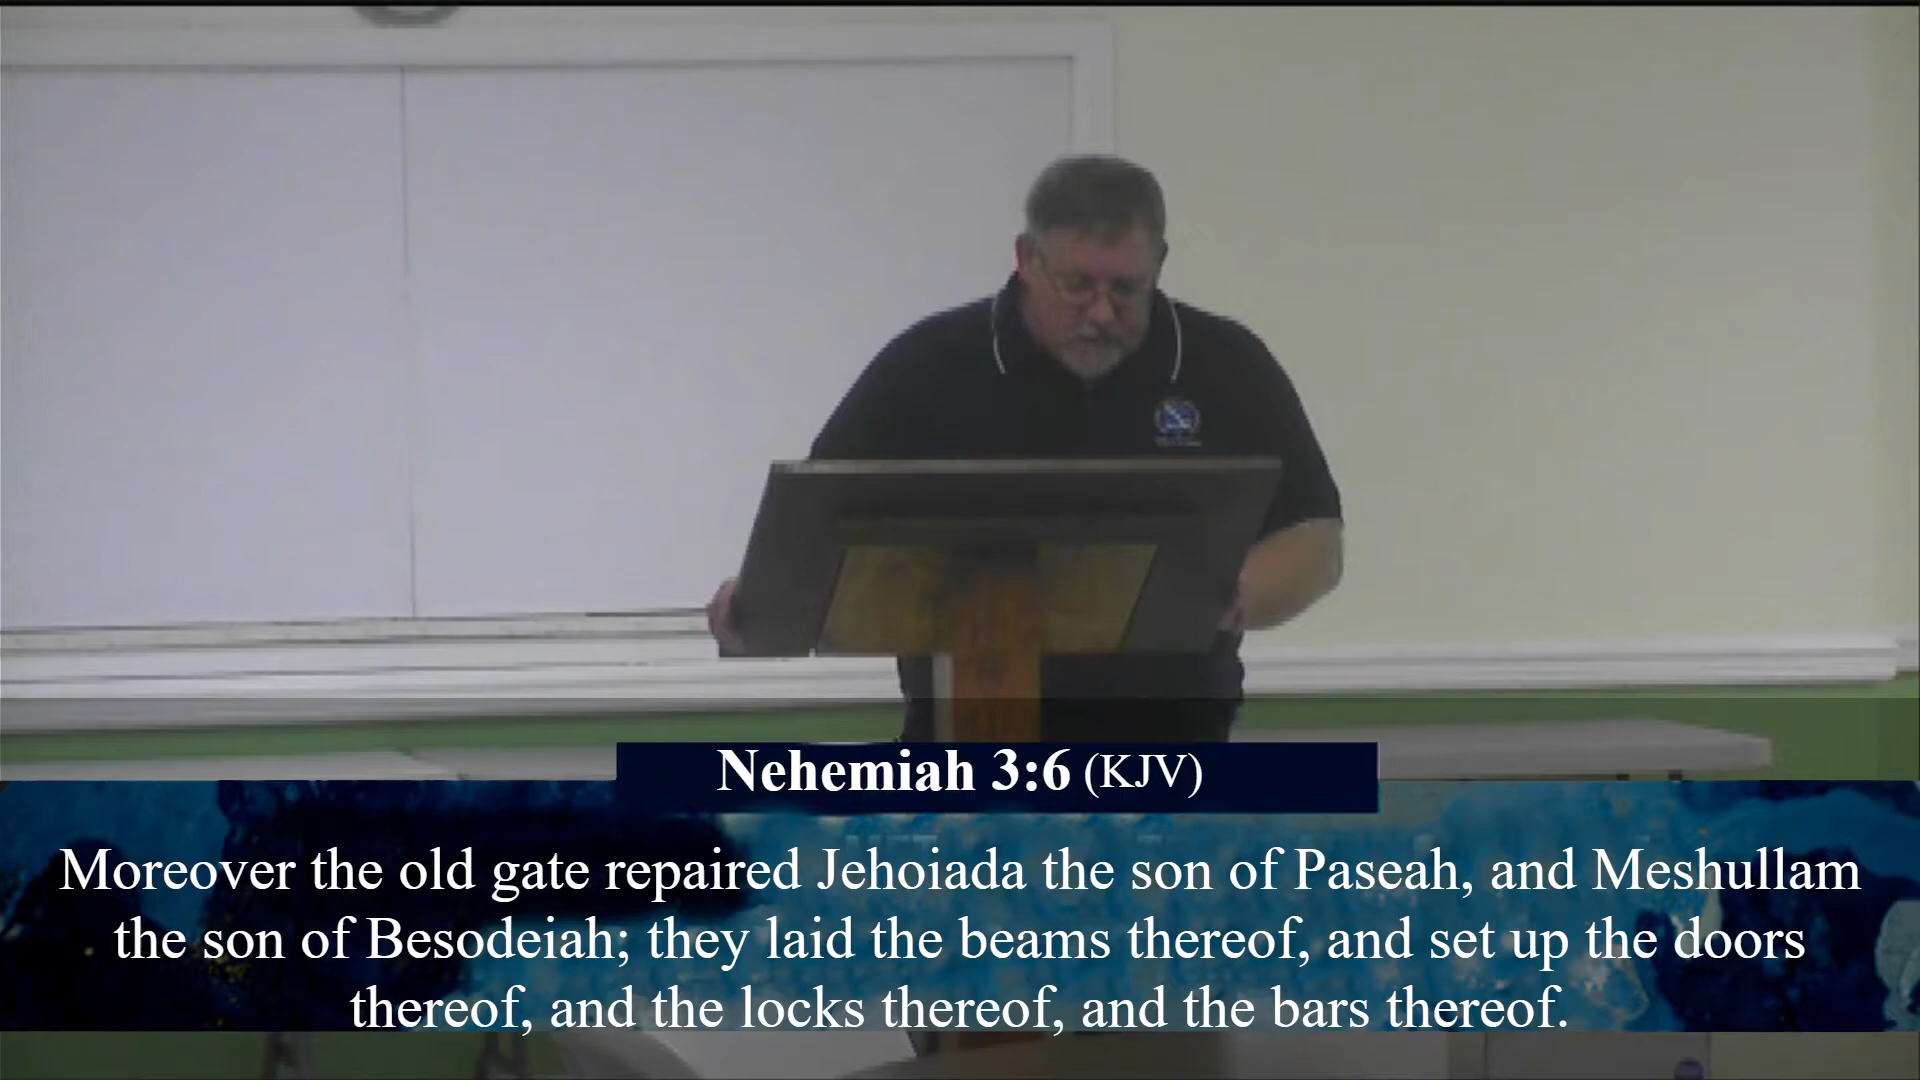 Nehemiah 3:6 (KJV)
Moreover the old gate repaired Jehoiada the son of Paseah, and Meshullam
the son of Besodeiah; they laid the beams thereof, and set up the doors
thereof, and the locks thereof, and the bars thereof.